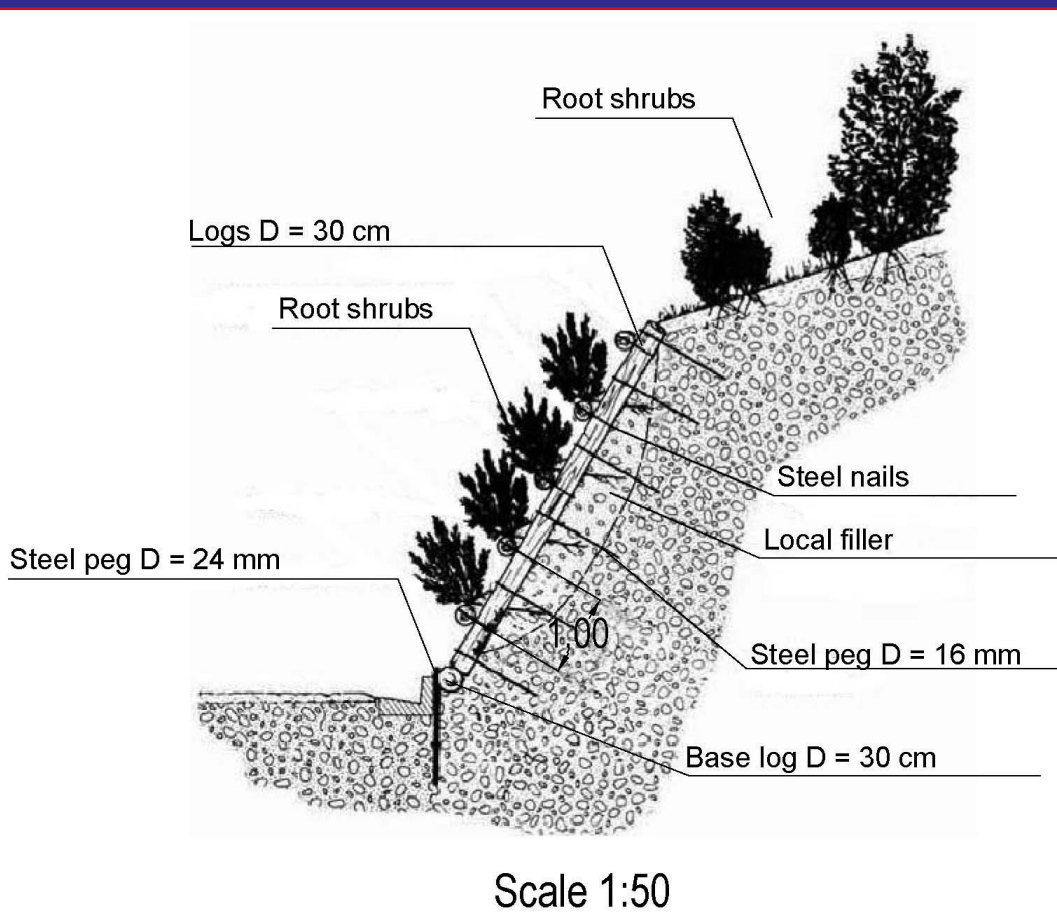 Root shrubs
Logs D = 30 cm
Root shrubs
Steel nails
Local filler
Steel peg D = 24 mm
1,00
Steel peg D = 16 mm
Base log D = 30 cm
Scale 1:50